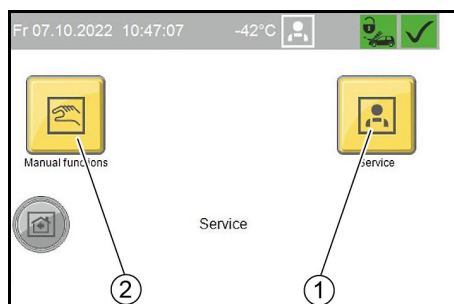 Fr 07.10.2022 10:47:07 -42°C
Manual functions
Service
Service
2
1